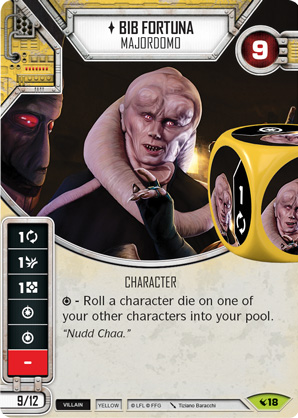 BIB FORTUNA
MAJORDOMO
9
1
1
1
1
–
CHARACTER
- Roll a character die on one of
your other characters into your pool.
“Nudd Chaa.”
9/12
VILLAIN
YELLOW
© LFL © FFG
Tiziano Baracchi
18